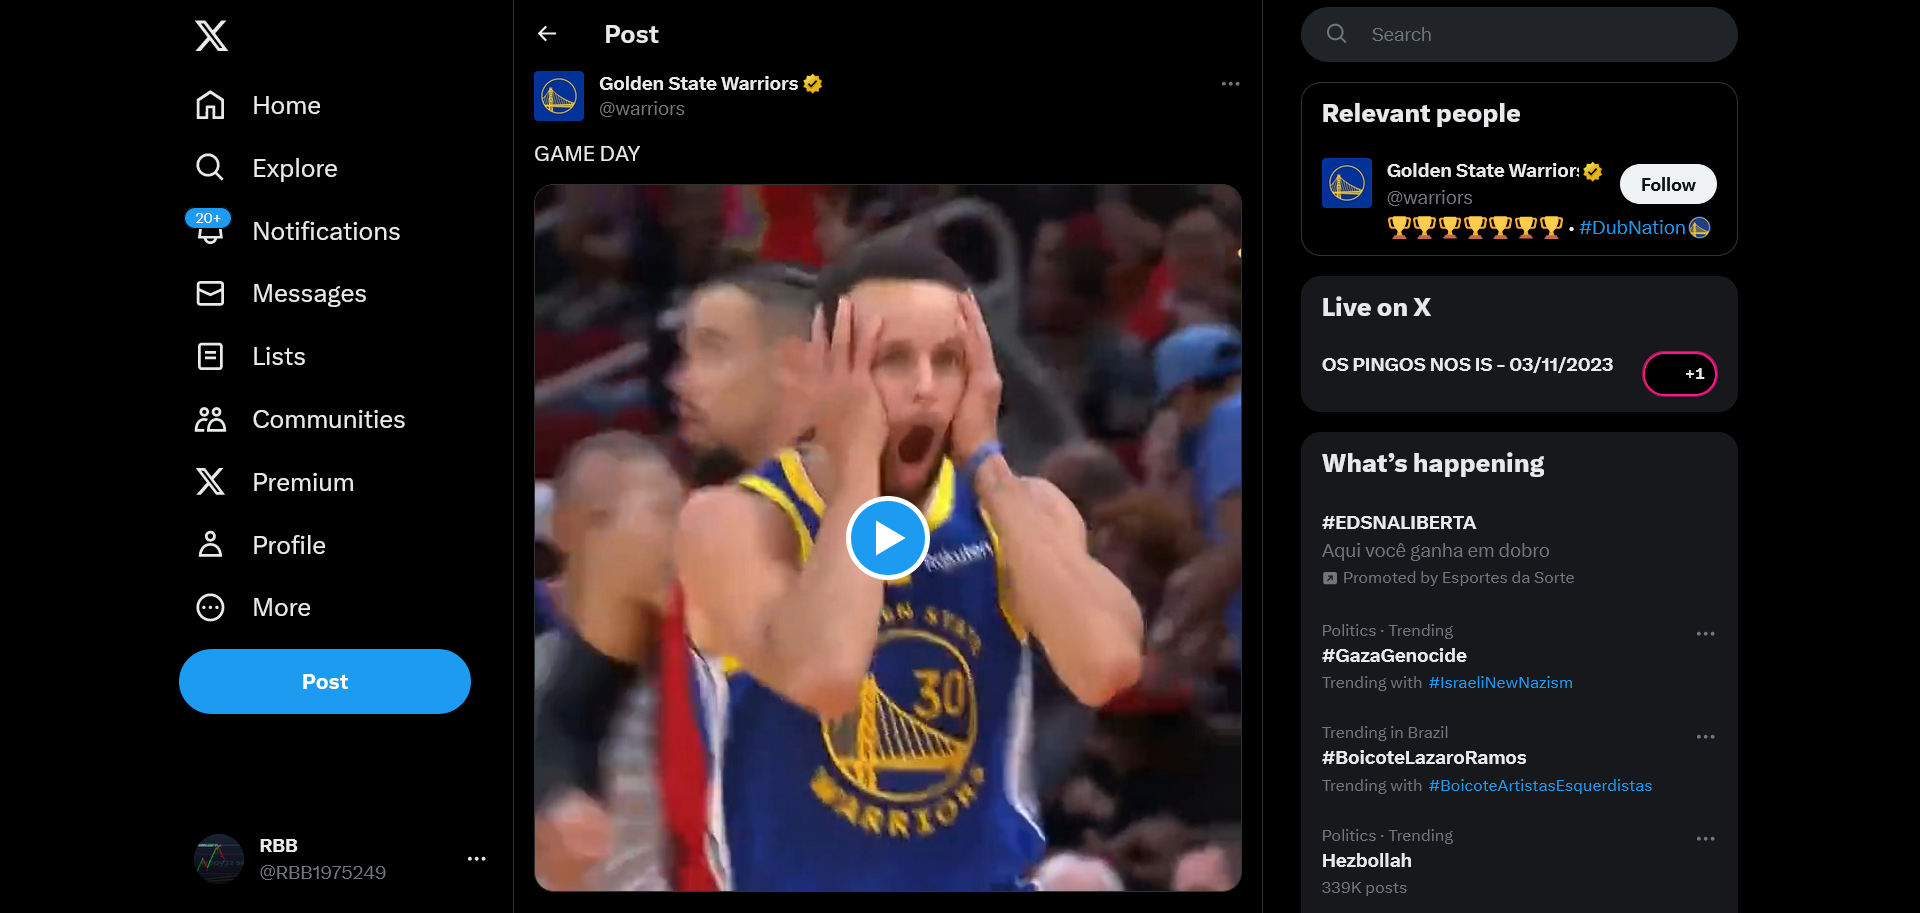 Home
Explore
20+
Notifications
Messages
Lists
Communities
Premium
Profile
More
Post
RBB
@RBB1975249
Post
Golden State Warriors
@warriors
GAME DAY
30
WARRIORS
Search
Relevant people
Golden State Warriors
@warriors
Follow
• #DubNation
Live on X
OS PINGOS NOS IS – 03/11/2023
+1
What’s happening
#EDSNALIBERTA
Aqui você ganha em dobro
Promoted by Esportes da Sorte
Politics · Trending
#GazaGenocide
Trending with #IsraeliNewNazism
Trending in Brazil
#BoicoteLazaroRamos
Trending with #BoicoteArtistasEsquerdistas
Politics · Trending
Hezbollah
339K posts